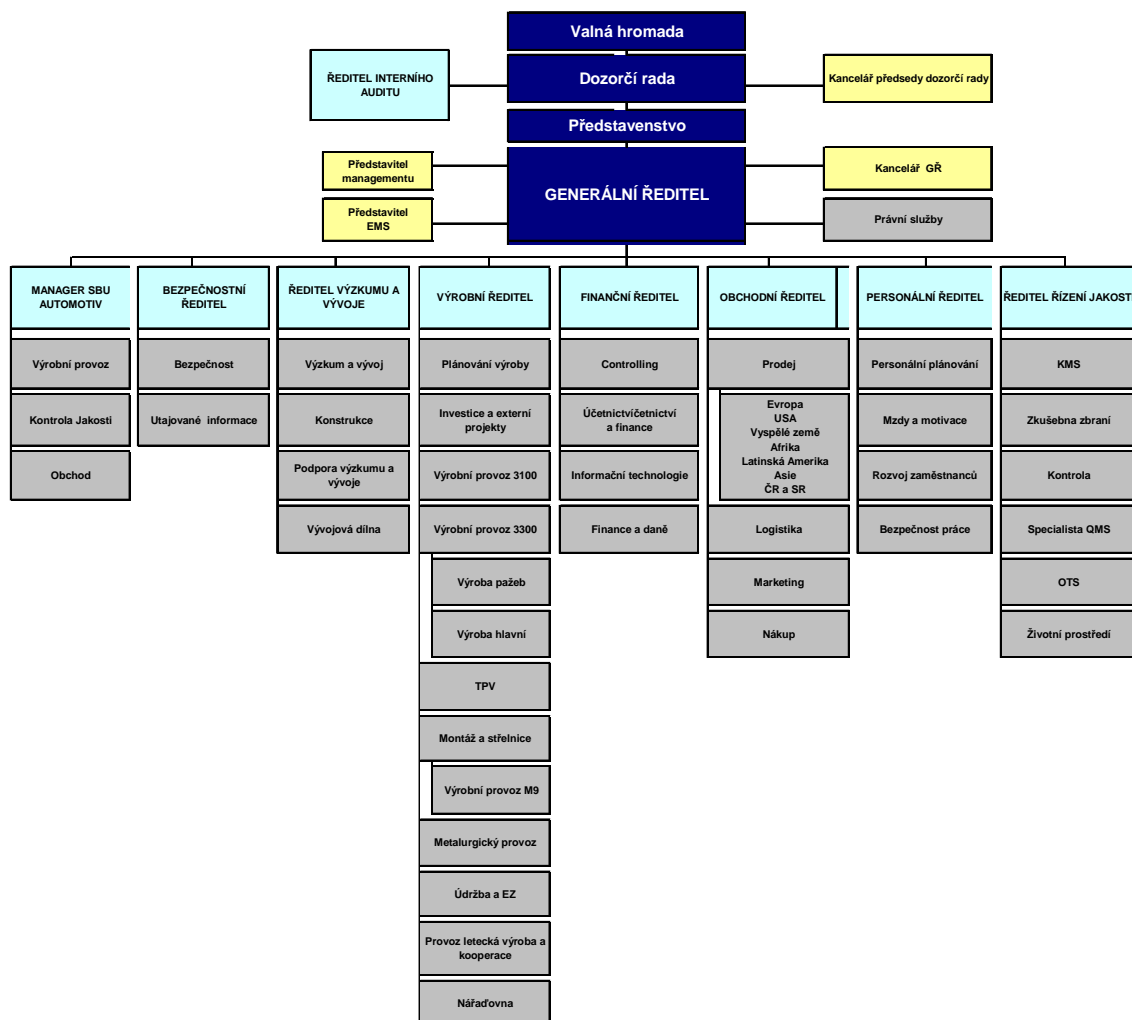 Valná hromada
ŘEDITEL INTERNÍHO
AUDITU
Dozorčí rada
Kancelář předsedy dozorčí rady
Představenstvo
Představitel
managementu
GENERÁLNÍ ŘEDITEL
Kancelář GŘ
Představitel
EMS
Právní služby
MANAGER SBU
AUTOMOTIV
BEZPEČNOSTNÍ
ŘEDITEL
ŘEDITEL VÝZKUMU A
VÝVOJE
VÝROBNÍ ŘEDITEL
FINANČNÍ ŘEDITEL
OBCHODNÍ ŘEDITEL
PERSONÁLNÍ ŘEDITEL
ŘEDITEL ŘÍZENÍ JAKOSTI
Výrobní provoz
Kontrola Jakosti
Obchod
Bezpečnost
Utajované informace
Výzkum a vývoj
Konstrukce
Podpora výzkumu a
vývoje
Vývojová dílna
Plánování výroby
Investice a externí
projekty
Výrobní provoz 3100
Výrobní provoz 3300
Výroba pažeb
Výroba hlavní
TPV
Montáž a střelnice
Výrobní provoz M9
Metalurgický provoz
Údržba a EZ
Provoz letecká výroba a
kooperace
Nářaďovna
Controlling
Účetnictvíčetnictví
a finance
Informační technologie
Finance a daně
Prodej
Evropa
USA
Vyspělé země
Afrika
Latinská Amerika
Asie
ČR a SR
Logistika
Marketing
Nákup
Personální plánování
Mzdy a motivace
Rozvoj zaměstnanců
Bezpečnost práce
KMS
Zkušebna zbraní
Kontrola
Specialista QMS
OTS
Životní prostředí